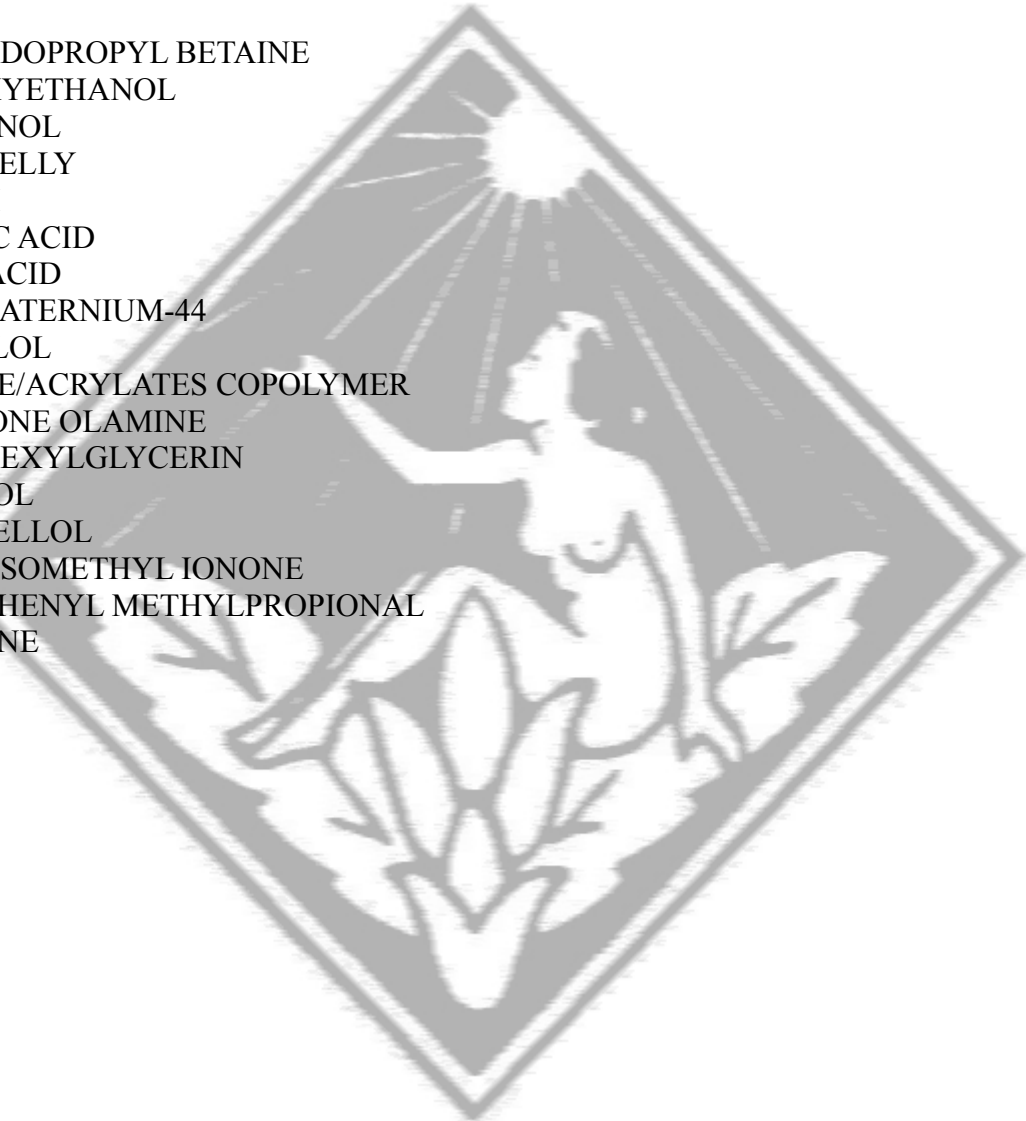 DOPROPYL BETAINE
YETHANOL
NOL
ELLY
C ACID
ACID
ATERNIUM-44
LOL
E/ACRYLATES COPOLYMER
ONE OLAMINE
EXYLGLYCERIN
OL
ELLOL
SOMETHYL IONONE
HENYL METHYLPROPIONAL
NE